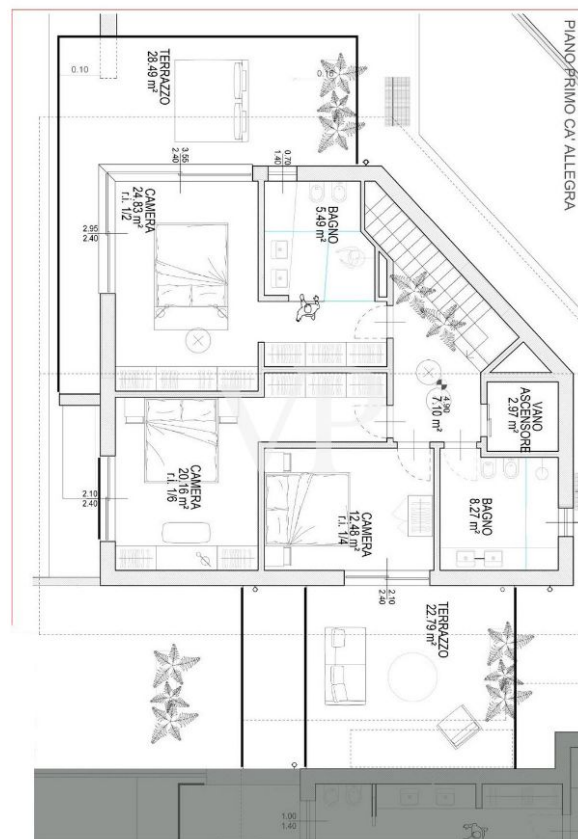 PIANO PRIMO CA' ALLEGRA
TERRAZZO
28.49 m²
0.10
0.15
3.55
2.40
0.70
1.40
CAMERA
24.83 m²
r.i. 1/2
BAGNO
5.49 m²
2.95
2.40
VANO
ASCENSORE
2.97 m²
4.90
7.10 m²
VP
CAMERA
20.16 m²
r.i. 1/6
2.10
2.40
CAMERA
12.48 m²
r.i. 1/4
BAGNO
8.27 m²
2.10
2.40
TERRAZZO
22.79 m²
1.00
1.40